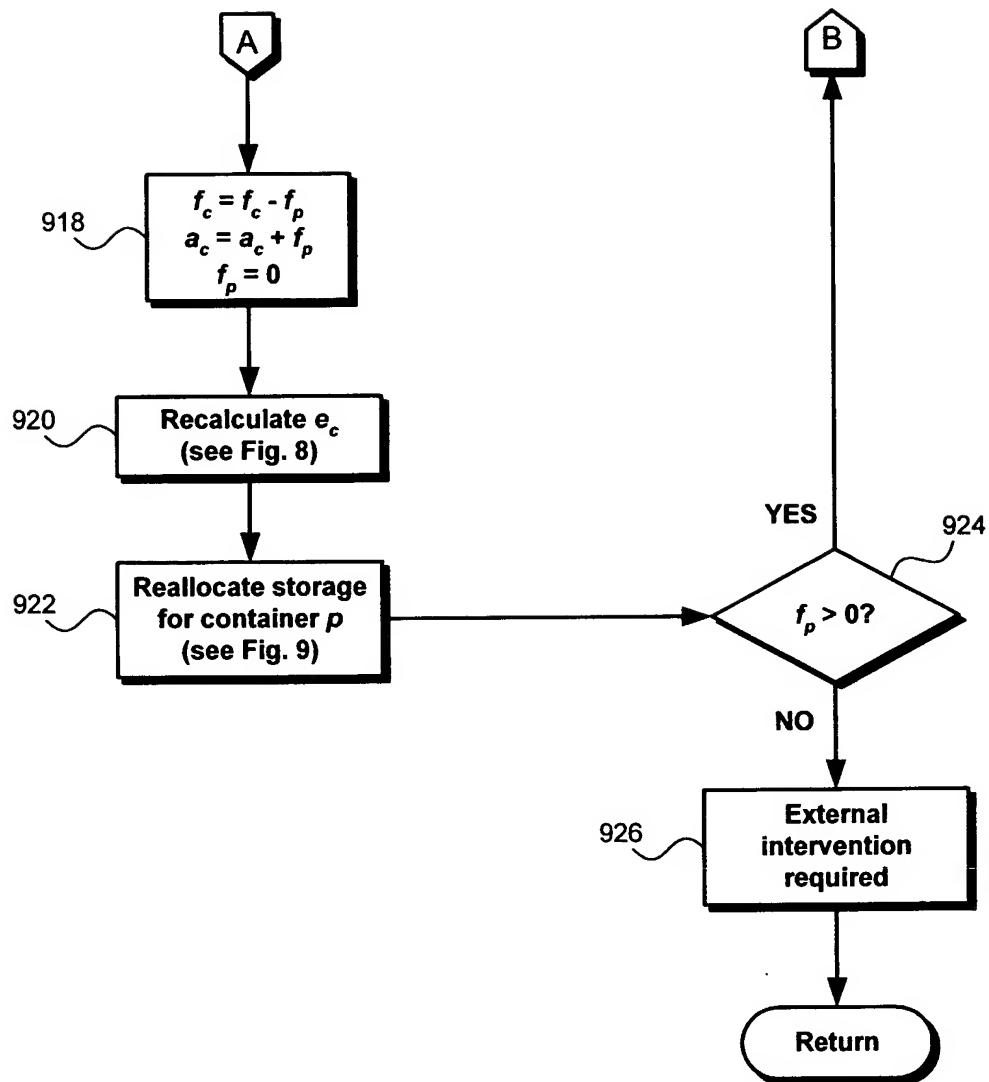 A
B
918
f_c = f_c - f_p
a_c = a_c + f_p
f_p = 0
920
Recalculate e_c
(see Fig. 8)
922
Reallocate storage
for container p
(see Fig. 9)
YES
924
f_p > 0?
NO
926
External
intervention
required
Return